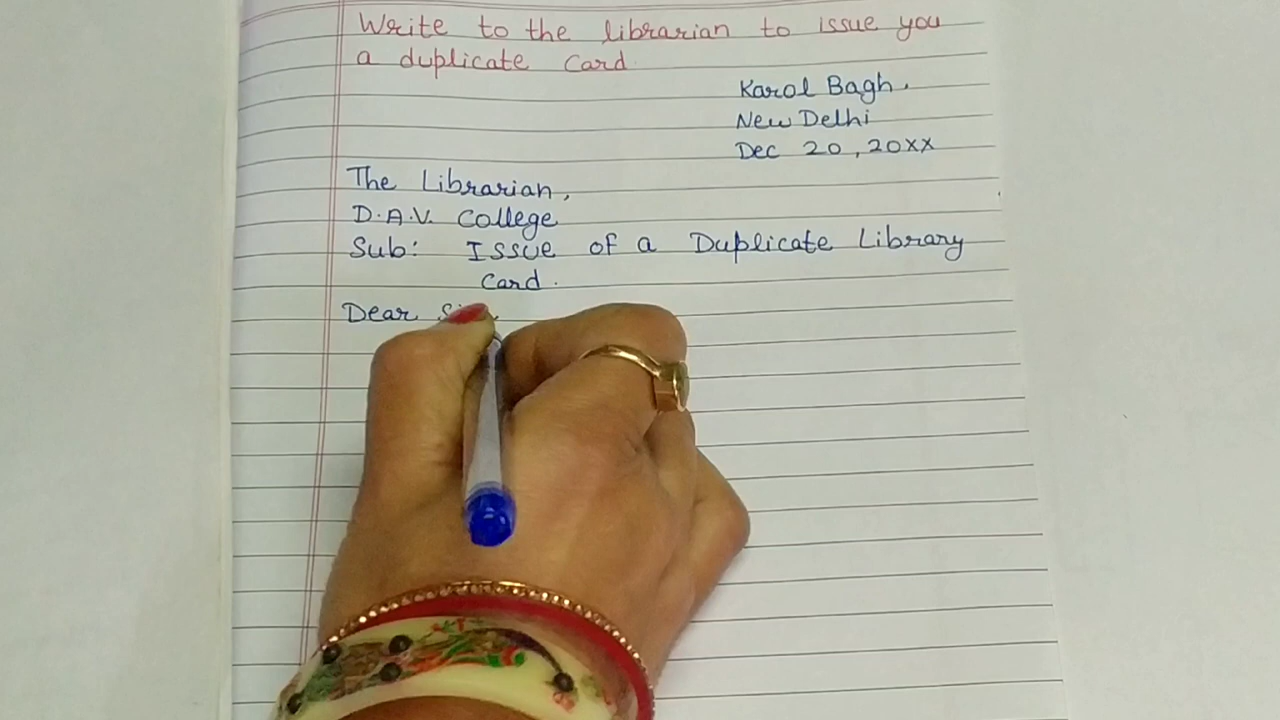 Write to the librarian to issue you
a duplicate card.
Karol Bagh.
New Delhi
Dec 20, 20xx
The Librarian,
D.A.V. College
Sub: Issue of a Duplicate Library
Card.
Dear